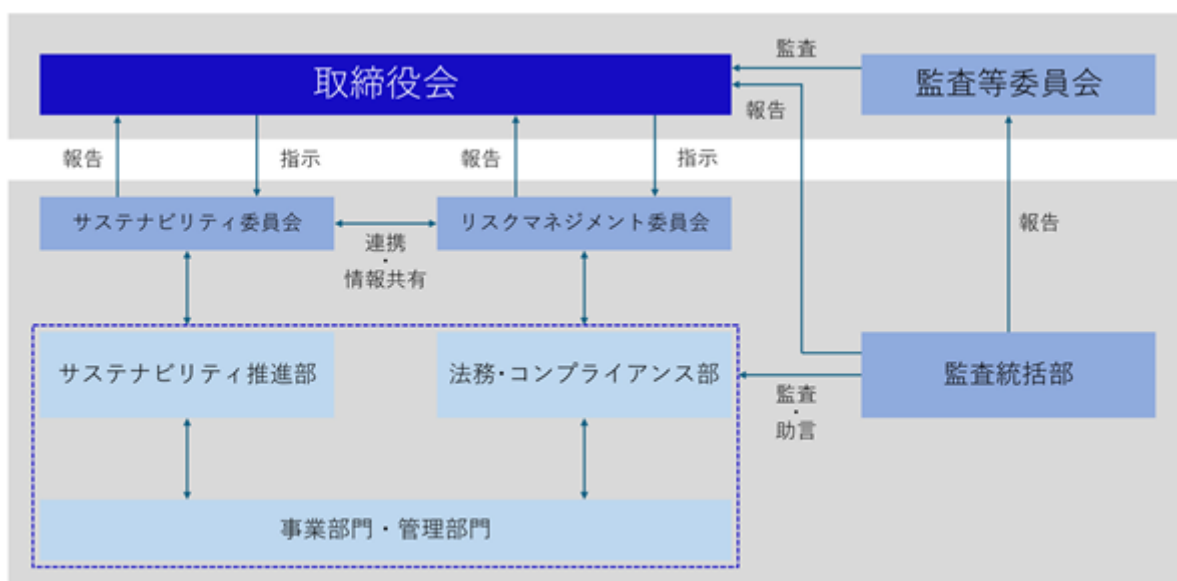 取締役会
監査
監査等委員会
報告
報告
指示
報告
指示
サステナビリティ委員会
リスクマネジメント委員会
連携
・
情報共有
報告
サステナビリティ推進部
法務・コンプライアンス部
監査統括部
監査
・
助言
事業部門・管理部門